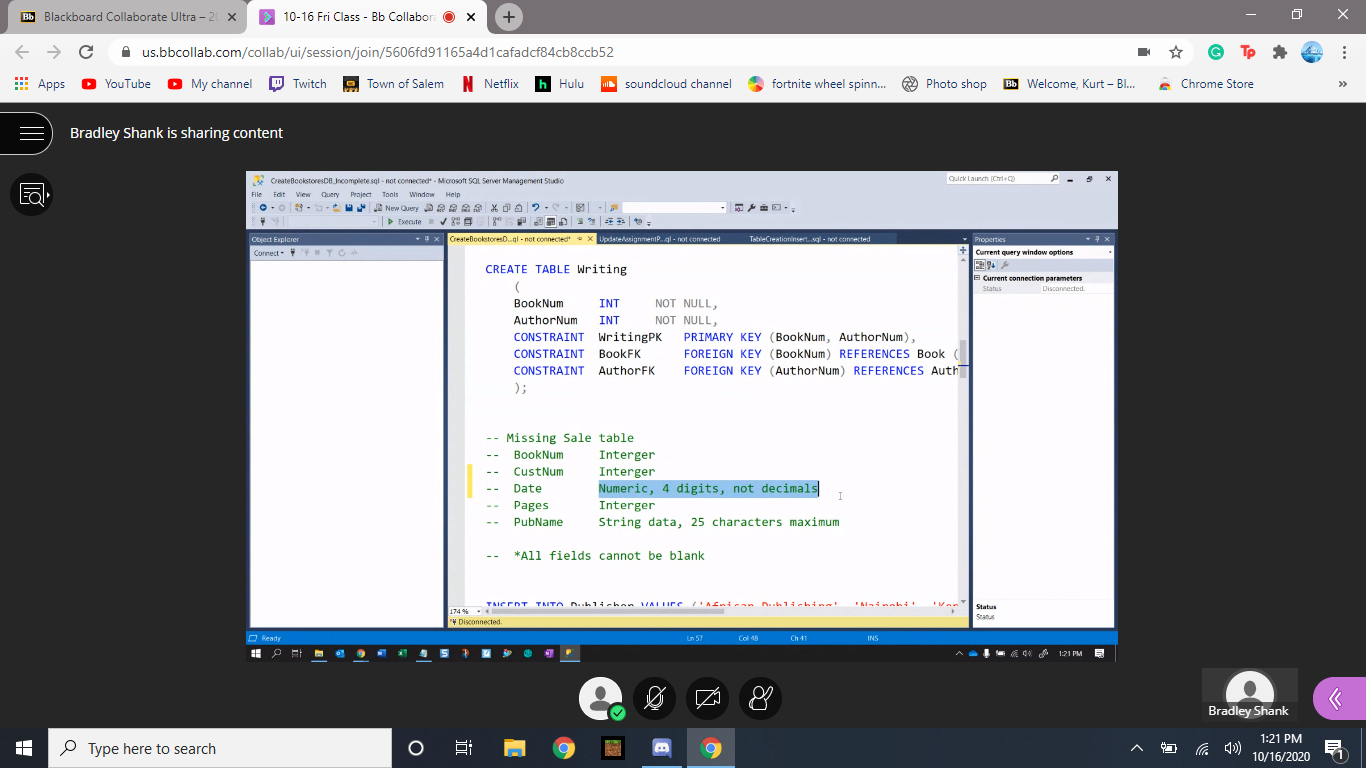 Blackboard Collaborate Ultra – 20
10-16 Fri Class - Bb Collabora
us.bbcollab.com/collab/ui/session/join/5606fd91165a4d1cafadcf84cb8ccb52
Apps YouTube My channel Twitch Town of Salem Netflix Hulu soundcloud channel fortnite wheel spinn... Photo shop Welcome, Kurt – Bl... Chrome Store »
Bradley Shank is sharing content
CreateBookstoresDB_Incomplete.sql - not connected* - Microsoft SQL Server Management Studio
Quick Launch (Ctrl+Q)
File Edit View Query Project Tools Window Help
New Query
Execute
Object Explorer
CreateBookstoresD...ql - not connected*
UpdateAssignmentP...ql - not connected
TableCreationInsert...sql - not connected
Properties
Connect
Current query window options
Current connection parameters
Status Disconnected.
CREATE TABLE Writing
(
BookNum INT NOT NULL,
AuthorNum INT NOT NULL,
CONSTRAINT WritingPK PRIMARY KEY (BookNum, AuthorNum),
CONSTRAINT BookFK FOREIGN KEY (BookNum) REFERENCES Book (
CONSTRAINT AuthorFK FOREIGN KEY (AuthorNum) REFERENCES Auth
);
-- Missing Sale table
-- BookNum Interger
-- CustNum Interger
-- Date Numeric, 4 digits, not decimals
-- Pages Interger
-- PubName String data, 25 characters maximum
-- *All fields cannot be blank
INSERT INTO Publisher VALUES ('African Publishing', 'Nairobi', 'Ken
174 %
Disconnected.
Status
Status
Ready
Ln 57 Col 48 Ch 41 INS
1:21 PM
Bradley Shank
Type here to search
1:21 PM
10/16/2020
1